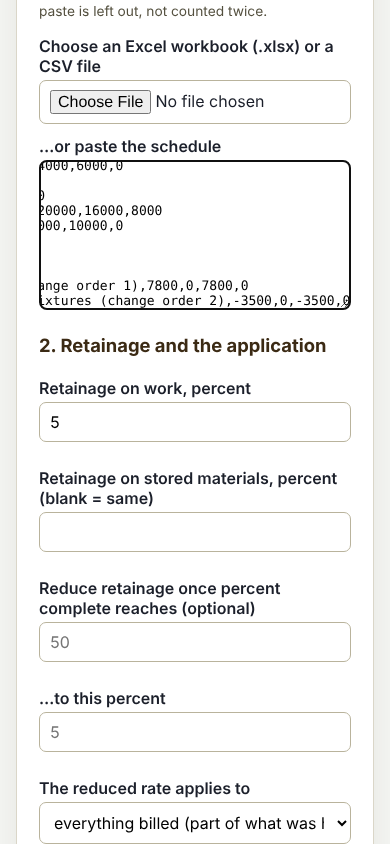 paste is left out, not counted twice.
Choose an Excel workbook (.xlsx) or a
CSV file
Choose File No file chosen
…or paste the schedule
4000,6000,0
0
20000,16000,8000
000,10000,0
ange order 1),7800,0,7800,0
ixtures (change order 2),-3500,0,-3500,0
2. Retainage and the application
Retainage on work, percent
5
Retainage on stored materials, percent
(blank = same)
Reduce retainage once percent
complete reaches (optional)
50
…to this percent
5
The reduced rate applies to
everything billed (part of what was